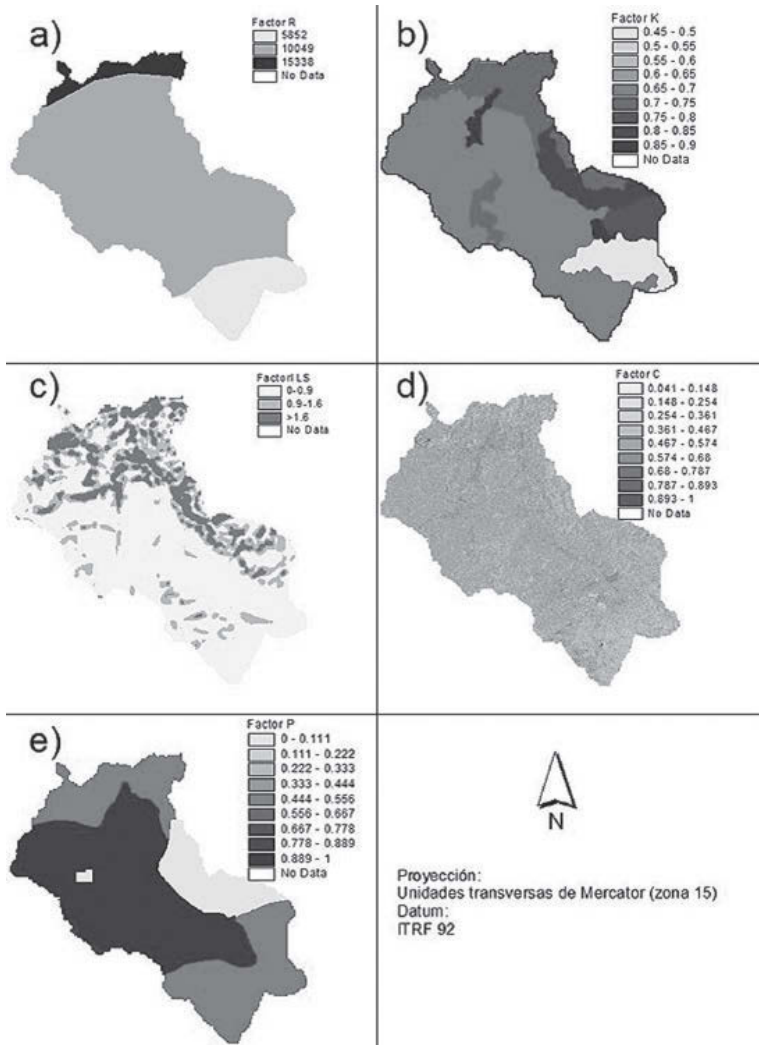 a)
Factor R
5852
10049
15338
No Data
b)
Factor K
0.45 - 0.5
0.5 - 0.55
0.55 - 0.6
0.6 - 0.65
0.65 - 0.7
0.7 - 0.75
0.75 - 0.8
0.8 - 0.85
0.85 - 0.9
No Data
c)
Factor LS
0-0.9
0.9-1.6
>1.6
No Data
d)
Factor C
0.041 - 0.148
0.148 - 0.254
0.254 - 0.361
0.361 - 0.467
0.467 - 0.574
0.574 - 0.68
0.68 - 0.787
0.787 - 0.893
0.893 - 1
No Data
e)
Factor P
0 - 0.111
0.111 - 0.222
0.222 - 0.333
0.333 - 0.444
0.444 - 0.556
0.556 - 0.667
0.667 - 0.778
0.778 - 0.889
0.889 - 1
No Data
N
Proyección:
Unidades transversas de Mercator (zona 15)
Datum:
ITRF 92